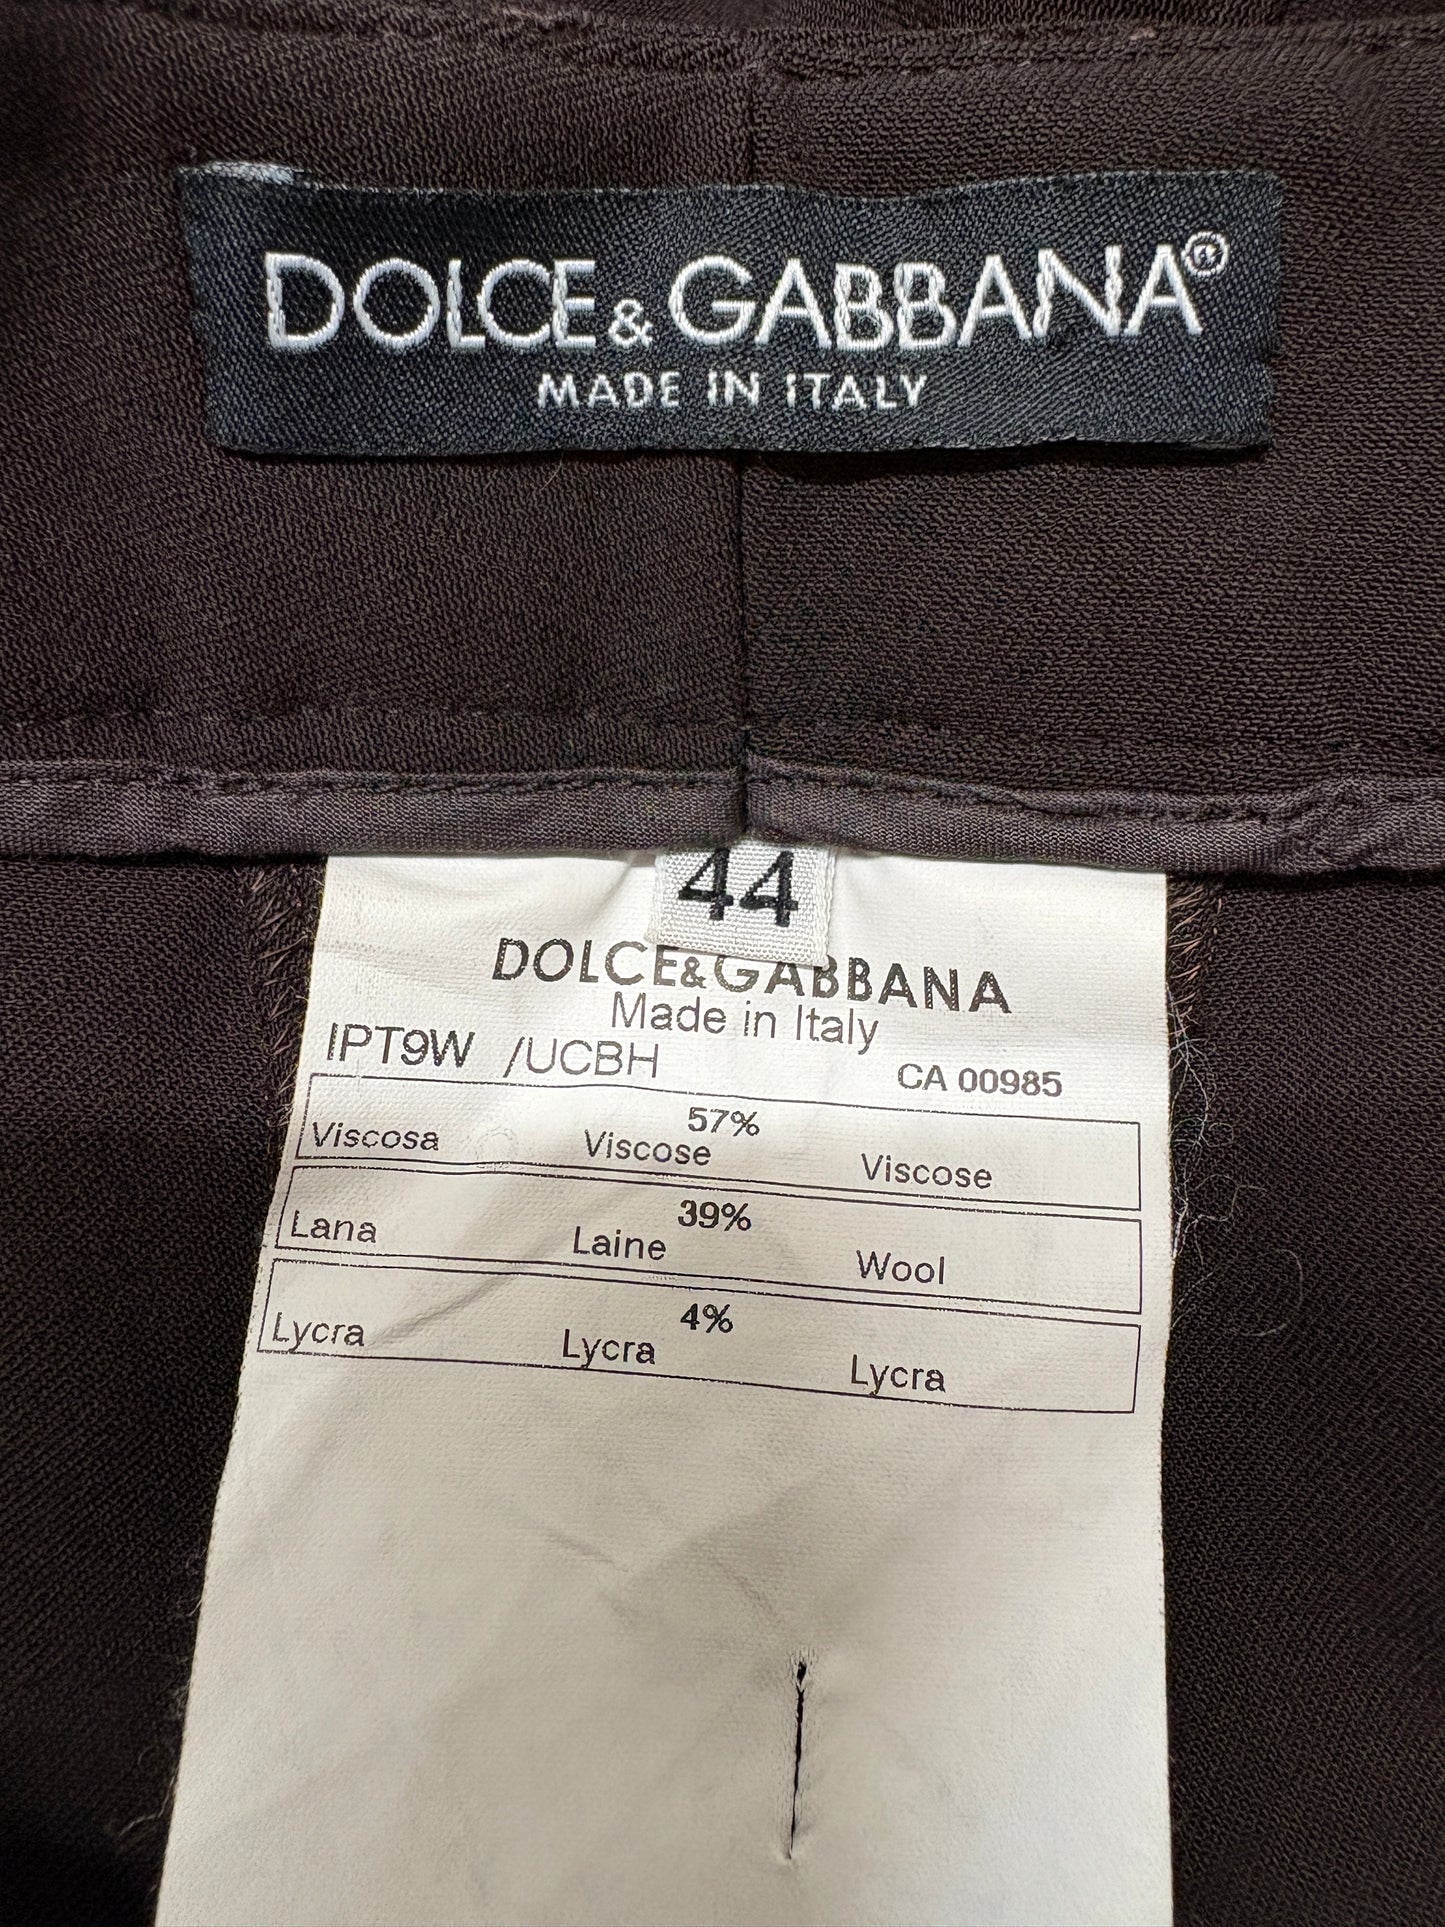 DOLCE & GABBANA®
MADE IN ITALY
44
DOLCE&GABBANA
Made in Italy
IPT9W /UCBH CA 00985
57%
Viscosa Viscose Viscose
39%
Lana Laine Wool
4%
Lycra Lycra Lycra